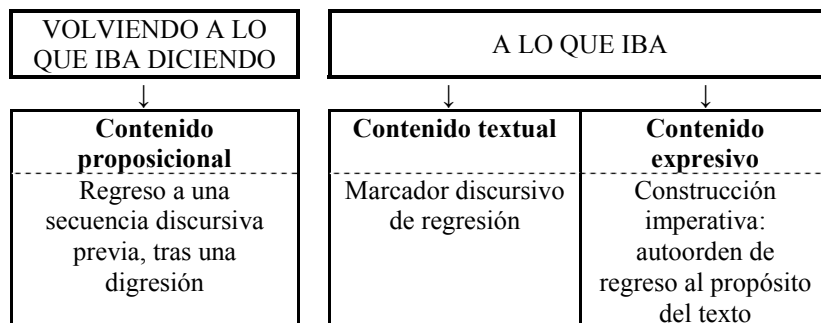 VOLVIENDO A LO
QUE IBA DICIENDO
A LO QUE IBA
↓
↓
↓
Contenido
proposicional
Regreso a una
secuencia discursiva
previa, tras una
digresión
Contenido textual
Marcador discursivo
de regresión
Contenido
expresivo
Construcción
imperativa:
autoorden de
regreso al propósito
del texto